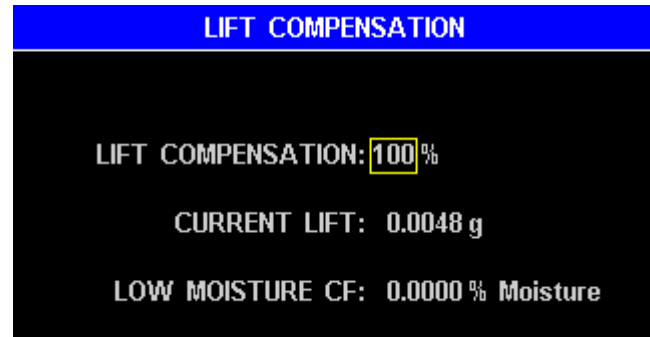 LIFT COMPENSATION
LIFT COMPENSATION: 100 %
CURRENT LIFT: 0.0048 g
LOW MOISTURE CF: 0.0000 % Moisture